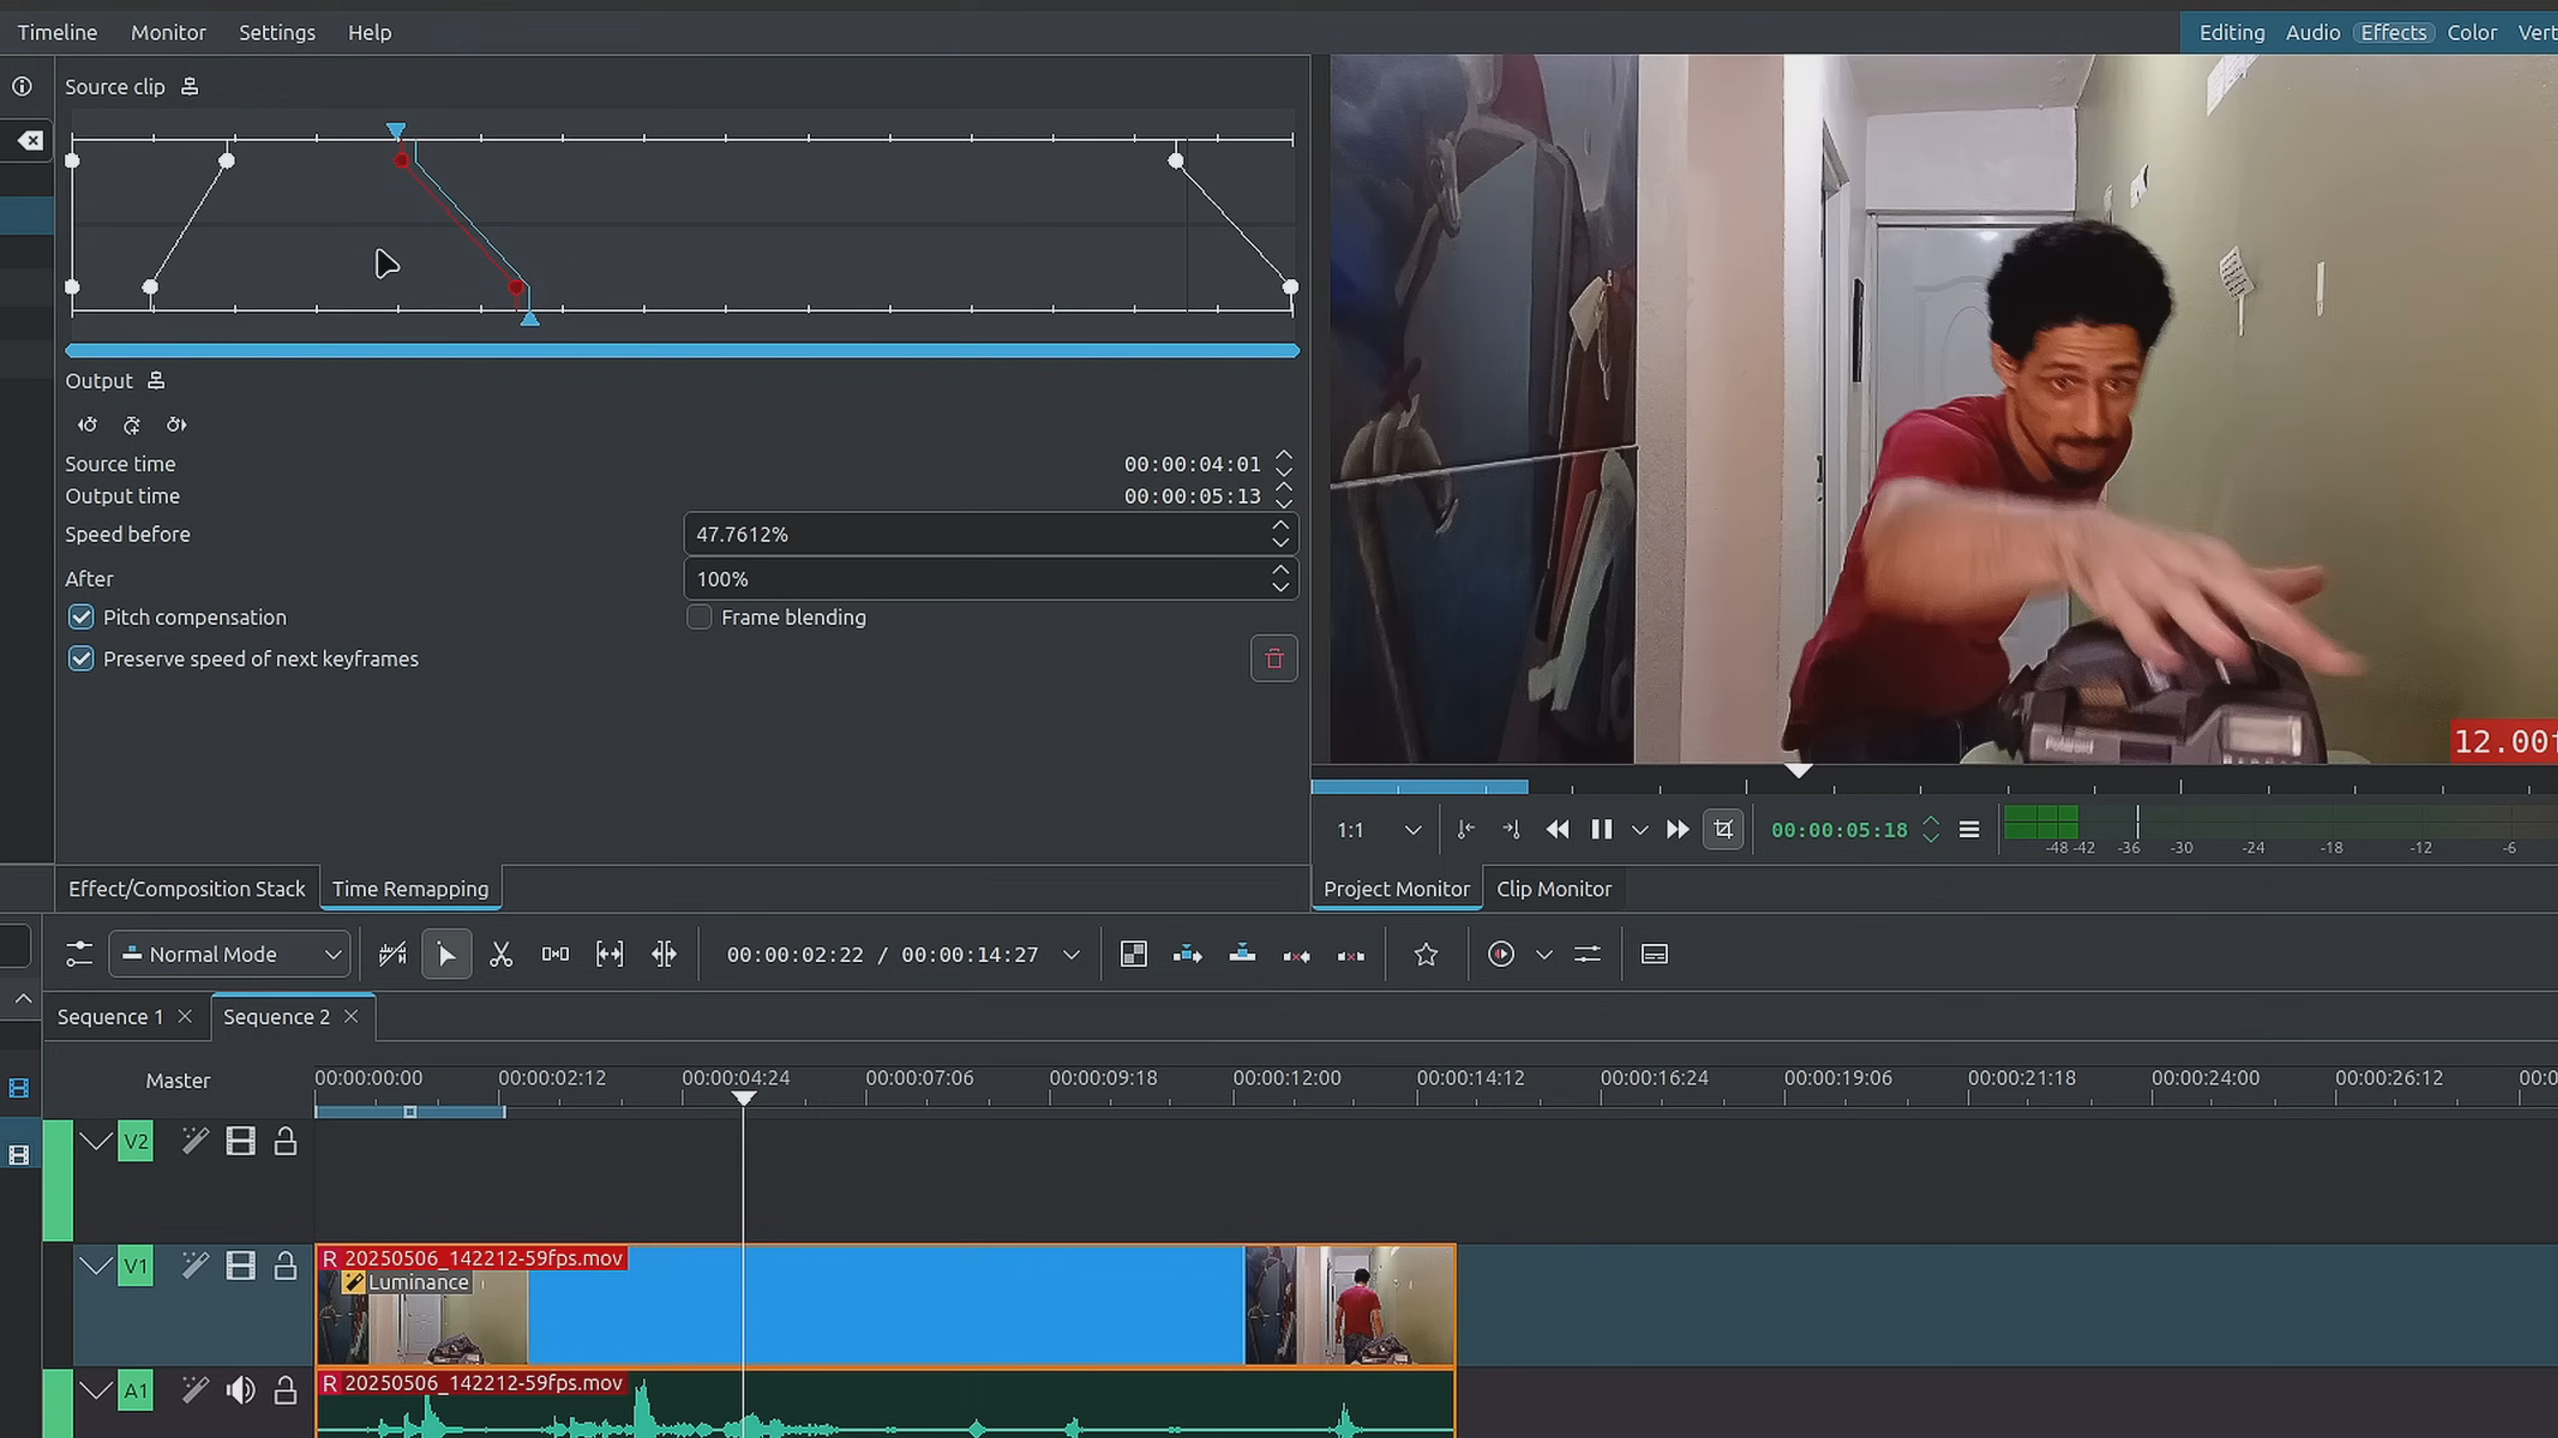 Timeline Monitor Settings Help
Editing Audio Effects Color Vert
Source clip
Output
Source time 00:00:04:01
Output time 00:00:05:13
Speed before 47.7612%
After 100%
Pitch compensation Frame blending
Preserve speed of next keyframes
Polaroid
12.00f
1:1 00:00:05:18 -48 -42 -36 -30 -24 -18 -12 -6
Effect/Composition Stack Time Remapping Project Monitor Clip Monitor
Normal Mode 00:00:02:22 / 00:00:14:27
Sequence 1 Sequence 2
Master 00:00:00:00 00:00:02:12 00:00:04:24 00:00:07:06 00:00:09:18 00:00:12:00 00:00:14:12 00:00:16:24 00:00:19:06 00:00:21:18 00:00:24:00 00:00:26:12 00:0
V2
V1 R 20250506_142212-59fps.mov
Luminance
A1 R 20250506_142212-59fps.mov